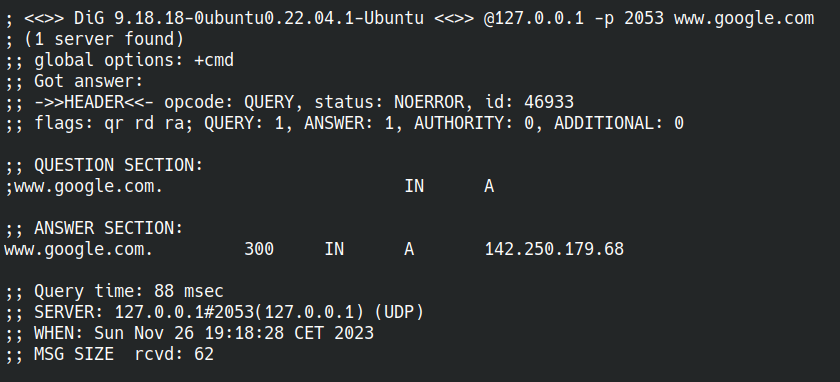 ; <<>> DiG 9.18.18-0ubuntu0.22.04.1-Ubuntu <<>> @127.0.0.1 -p 2053 www.google.com
; (1 server found)
;; global options: +cmd
;; Got answer:
;; ->>HEADER<<- opcode: QUERY, status: NOERROR, id: 46933
;; flags: qr rd ra; QUERY: 1, ANSWER: 1, AUTHORITY: 0, ADDITIONAL: 0
;; QUESTION SECTION:
;www.google.com. IN A
;; ANSWER SECTION:
www.google.com. 300 IN A 142.250.179.68
;; Query time: 88 msec
;; SERVER: 127.0.0.1#2053(127.0.0.1) (UDP)
;; WHEN: Sun Nov 26 19:18:28 CET 2023
;; MSG SIZE rcvd: 62